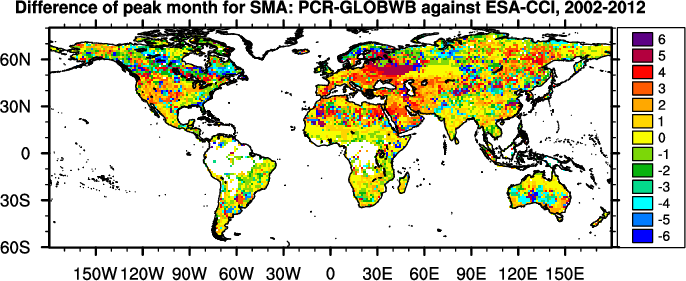 Difference of peak month for SMA: PCR-GLOBWB against ESA-CCI, 2002-2012
60N
30N
0
30S
60S
150W 120W 90W 60W 30W 0 30E 60E 90E 120E 150E
6
5
4
3
2
1
0
-1
-2
-3
-4
-5
-6